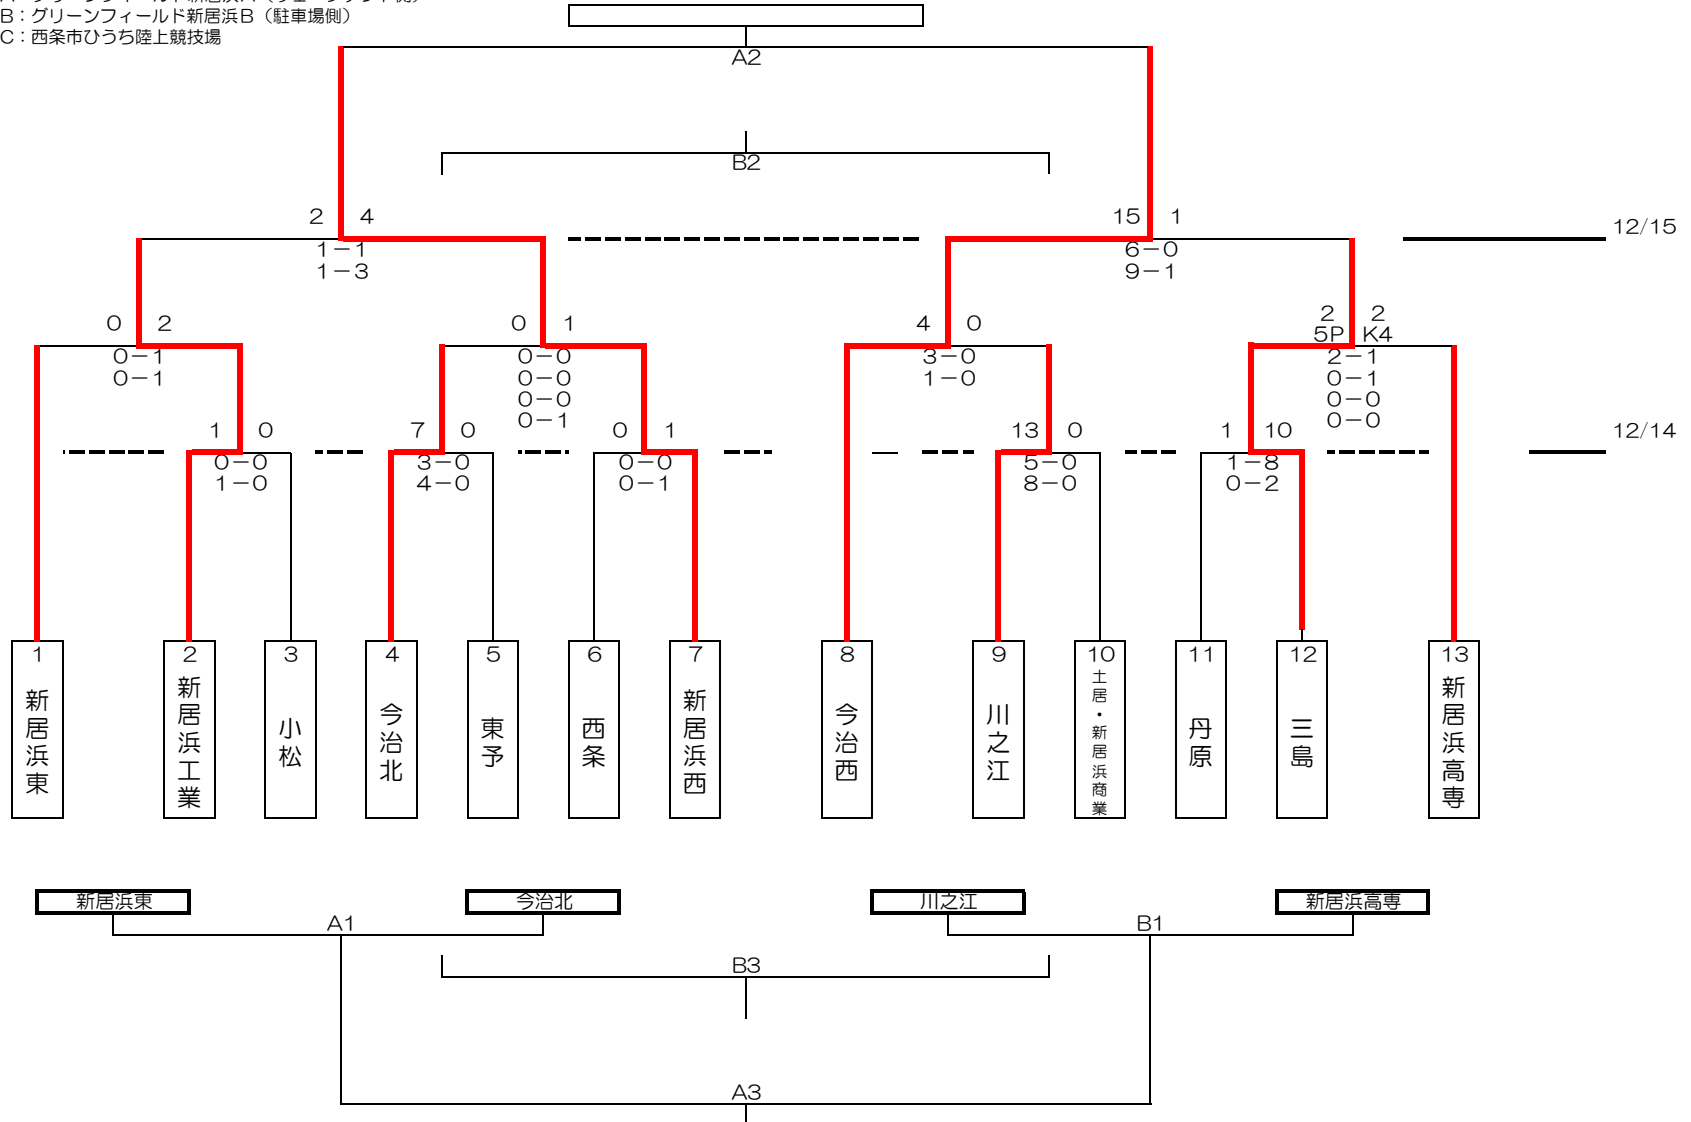 B：グリーンフィールド新居浜B（駐車場側）
C：西条市ひうち陸上競技場
A2
B2
2 4
15 1
12/15
1－1
1－3
6－0
9－1
0 2
0 1
4 0
2 2
5P K4
0－1
0－1
0－0
0－0
0－0
0－1
3－0
1－0
2－1
0－1
0－0
0－0
1 0
7 0
0 1
13 0
1 10
12/14
0－0
1－0
3－0
4－0
0－0
0－1
5－0
8－0
1－8
0－2
1 新居浜東
2 新居浜工業
3 小松
4 今治北
5 東予
6 西条
7 新居浜西
8 今治西
9 川之江
10 土居・新居浜商業
11 丹原
12 三島
13 新居浜高専
新居浜東
今治北
川之江
新居浜高専
A1
B1
B3
A3